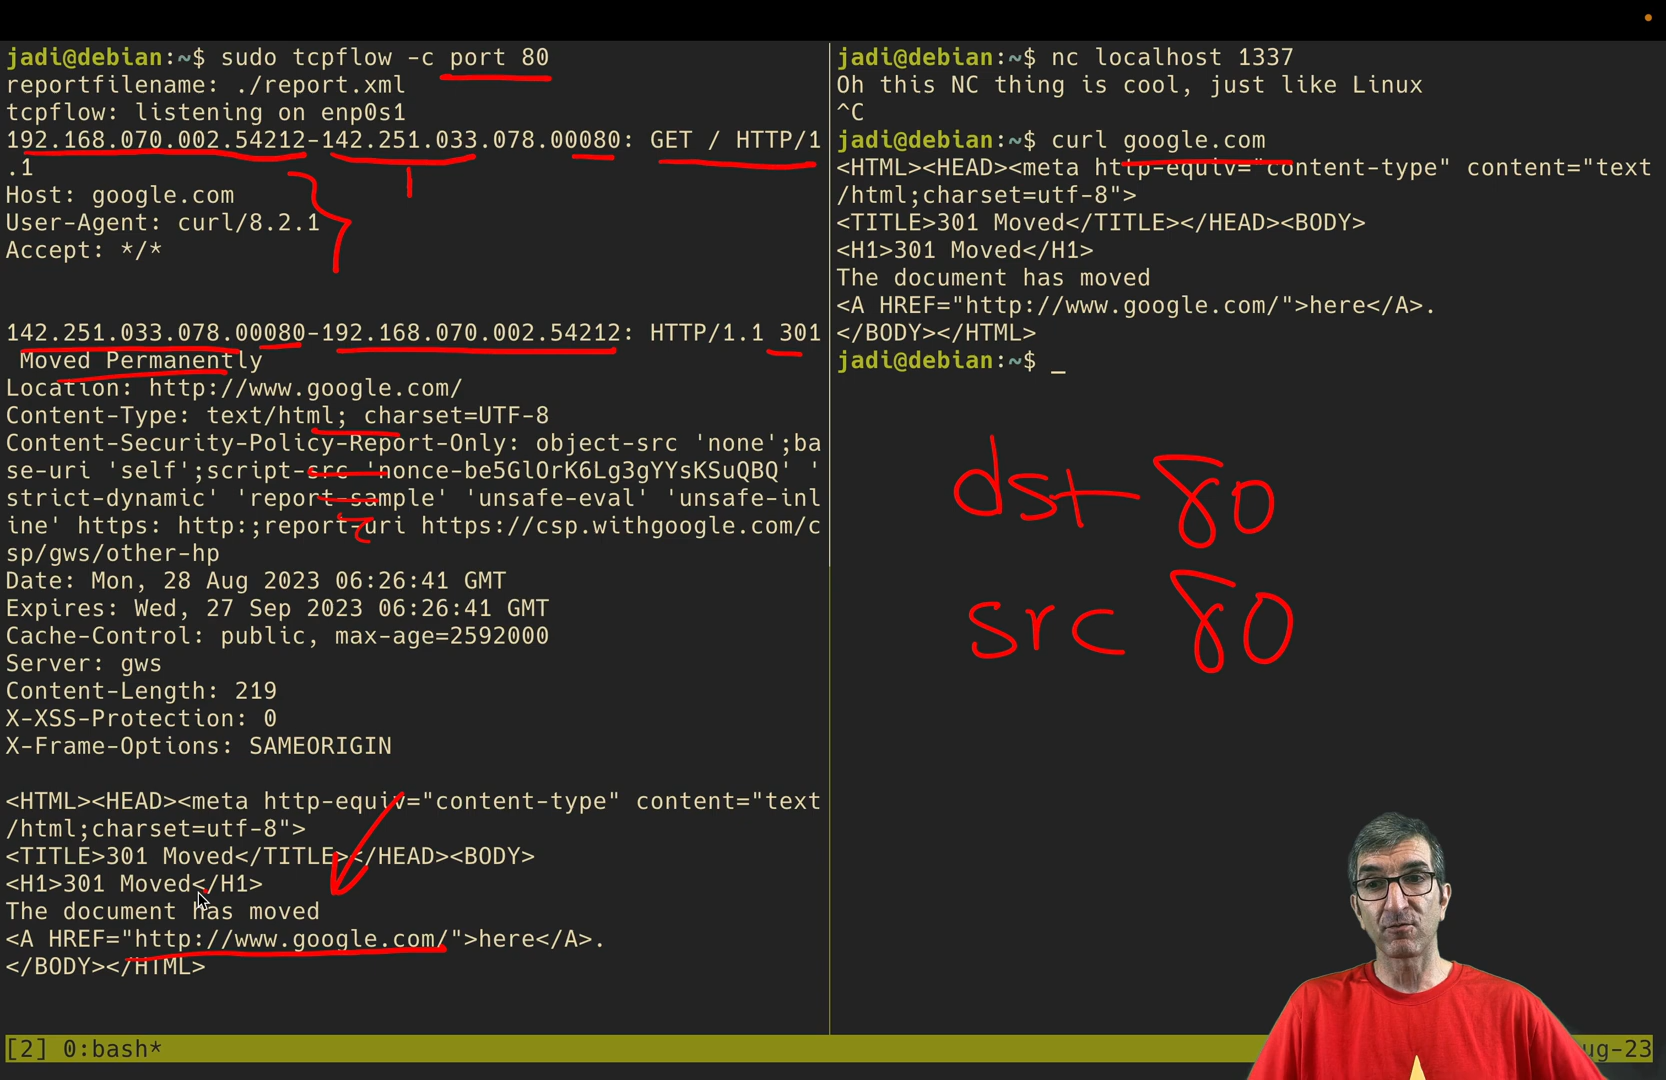 jadi@debian:~$ sudo tcpflow -c port 80
reportfilename: ./report.xml
tcpflow: listening on enp0s1
192.168.070.002.54212-142.251.033.078.00080: GET / HTTP/1
.1
Host: google.com
User-Agent: curl/8.2.1
Accept: */*
142.251.033.078.00080-192.168.070.002.54212: HTTP/1.1 301
Moved Permanently
Location: http://www.google.com/
Content-Type: text/html; charset=UTF-8
Content-Security-Policy-Report-Only: object-src 'none';ba
se-uri 'self';script-src 'nonce-be5GlOrK6Lg3gYYsKSuQBQ' '
strict-dynamic' 'report-sample' 'unsafe-eval' 'unsafe-inl
ine' https: http:;report-uri https://csp.withgoogle.com/c
sp/gws/other-hp
Date: Mon, 28 Aug 2023 06:26:41 GMT
Expires: Wed, 27 Sep 2023 06:26:41 GMT
Cache-Control: public, max-age=2592000
Server: gws
Content-Length: 219
X-XSS-Protection: 0
X-Frame-Options: SAMEORIGIN
<HTML><HEAD><meta http-equiv="content-type" content="text
/html;charset=utf-8">
<TITLE>301 Moved</TITLE></HEAD><BODY>
<H1>301 Moved</H1>
The document has moved
<A HREF="http://www.google.com/">here</A>.
</BODY></HTML>
jadi@debian:~$ nc localhost 1337
Oh this NC thing is cool, just like Linux
^C
jadi@debian:~$ curl google.com
<HTML><HEAD><meta http-equiv="content-type" content="text
/html;charset=utf-8">
<TITLE>301 Moved</TITLE></HEAD><BODY>
<H1>301 Moved</H1>
The document has moved
<A HREF="http://www.google.com/">here</A>.
</BODY></HTML>
jadi@debian:~$ _
dst 80
src 80
[2] 0:bash*
ug-23